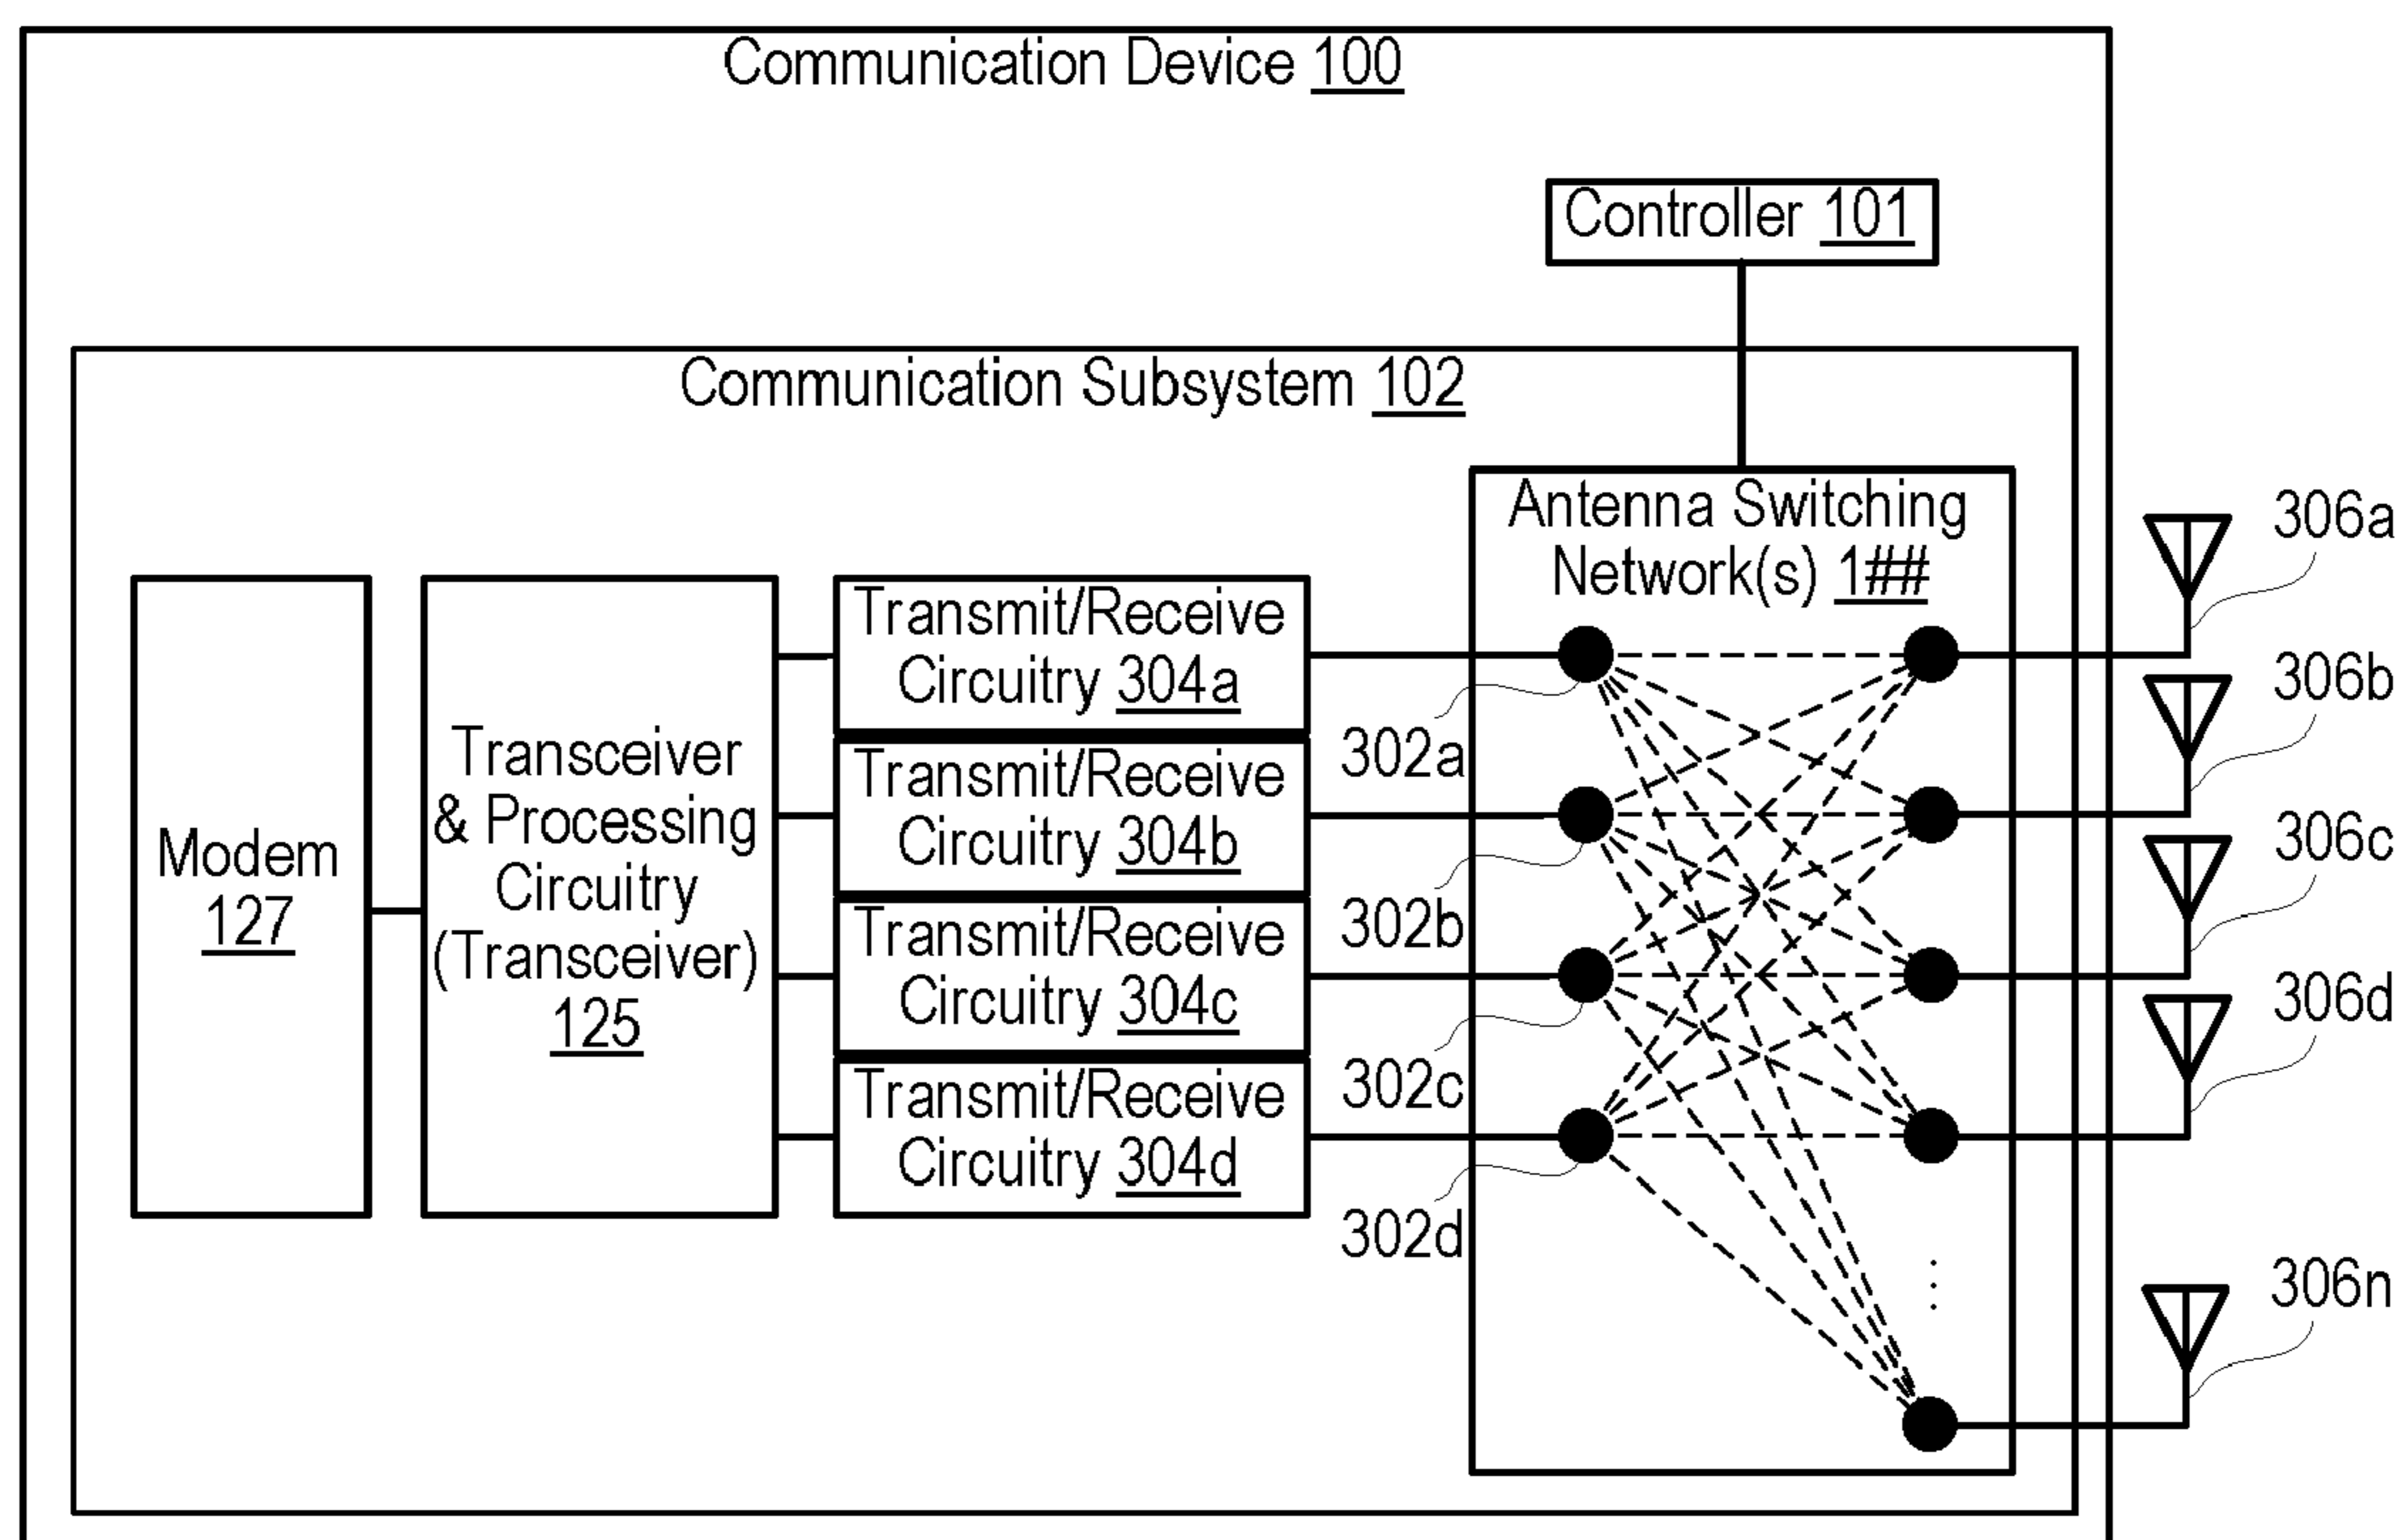 Communication Device 100
Controller 101
Communication Subsystem 102
Antenna Switching
Network(s) 1##
Modem
127
Transceiver
& Processing
Circuitry
(Transceiver)
125
Transmit/Receive
Circuitry 304a
Transmit/Receive
Circuitry 304b
Transmit/Receive
Circuitry 304c
Transmit/Receive
Circuitry 304d
302a
302b
302c
302d
306a
306b
306c
306d
306n